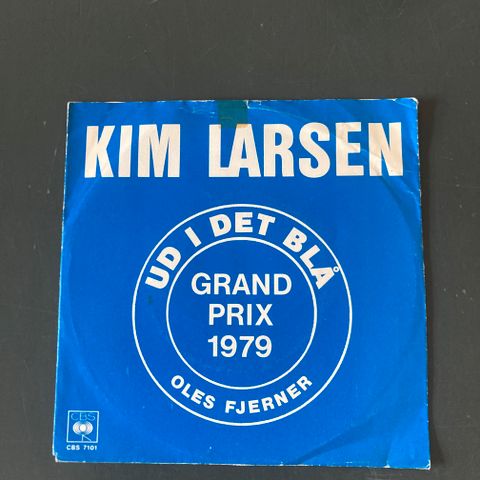 KIM LARSEN
UD I DET BLÅ
GRAND
PRIX
1979
OLES FJERNER
CBS
CBS 7101